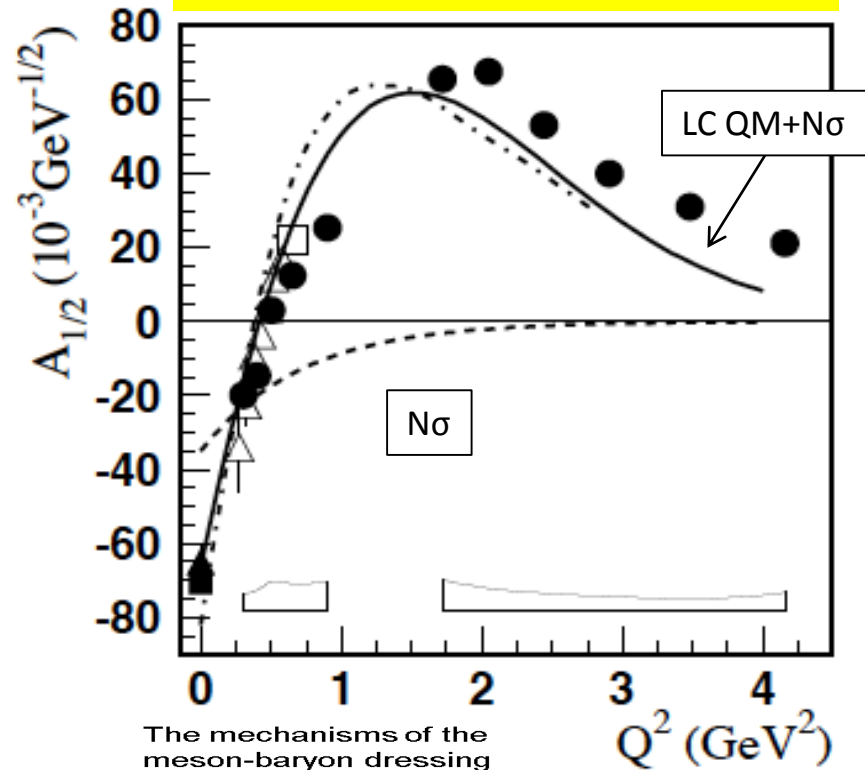 80
60
40
20
0
-20
-40
-60
-80
A1/2 (10-3GeV-1/2)
LC QM+Nσ
Nσ
0 1 2 3 4
Q2 (GeV2)
The mechanisms of the
meson-baryon dressing